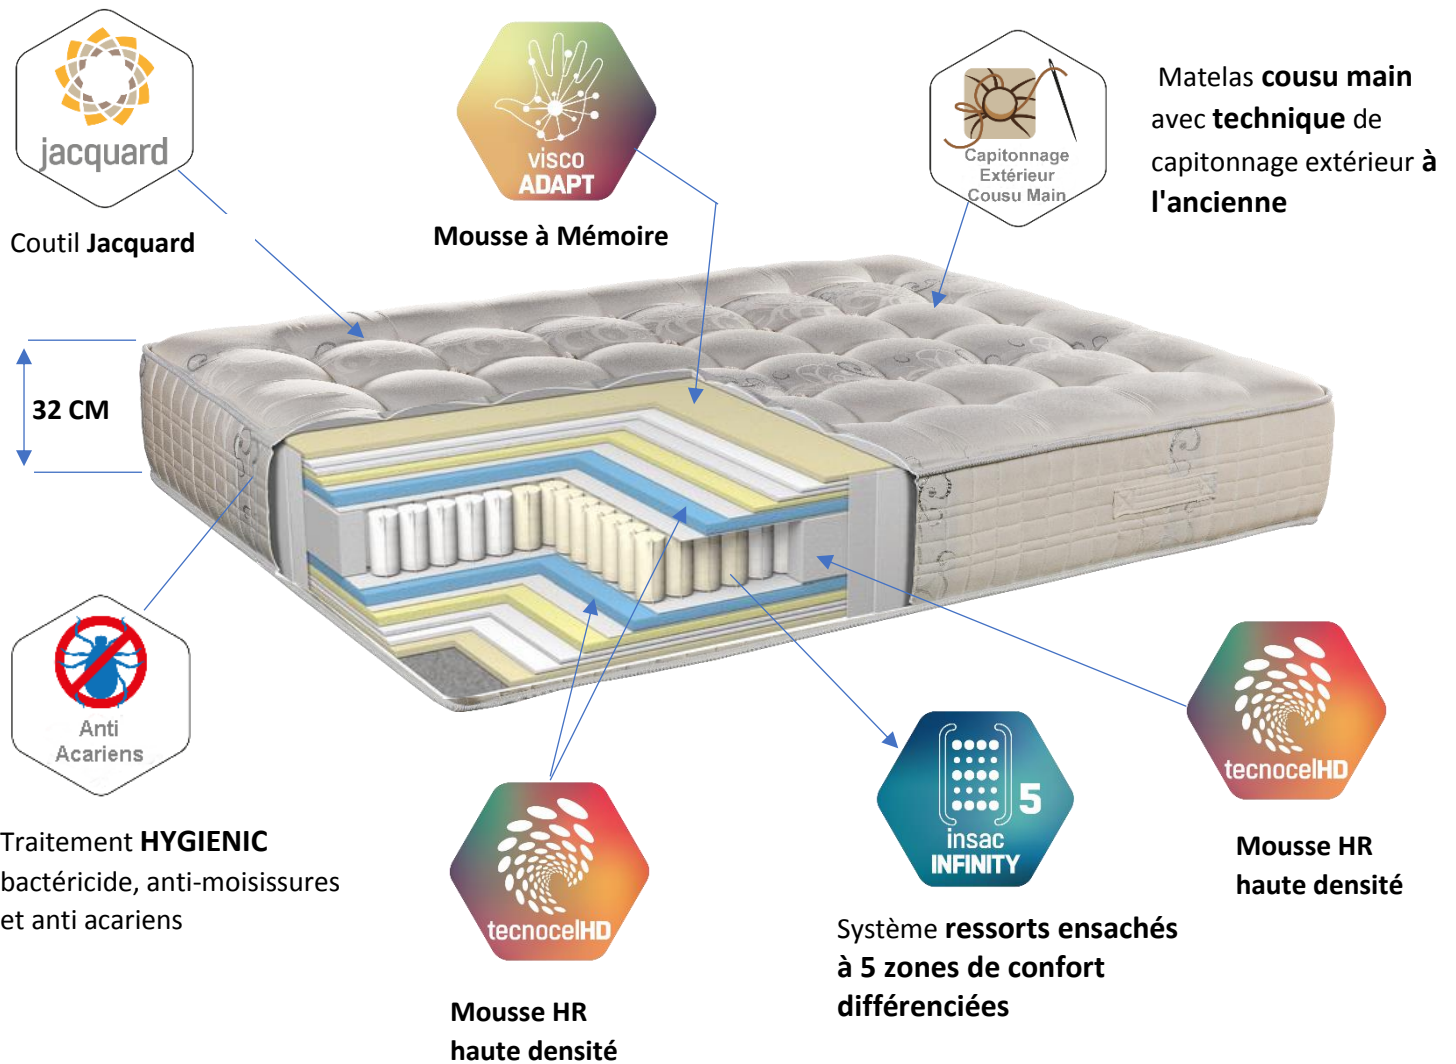 jacquard
Coutil Jacquard
visco
ADAPT
Mousse à Mémoire
Capitonnage
Extérieur
Cousu Main
Matelas cousu main
avec technique de
capitonnage extérieur à
l'ancienne
32 CM
Anti
Acariens
Traitement HYGIENIC
bactéricide, anti-moisissures
et anti acariens
tecnocelHD
Mousse HR
haute densité
5
insac
INFINITY
Système ressorts ensachés
à 5 zones de confort
différenciées
tecnocelHD
Mousse HR
haute densité